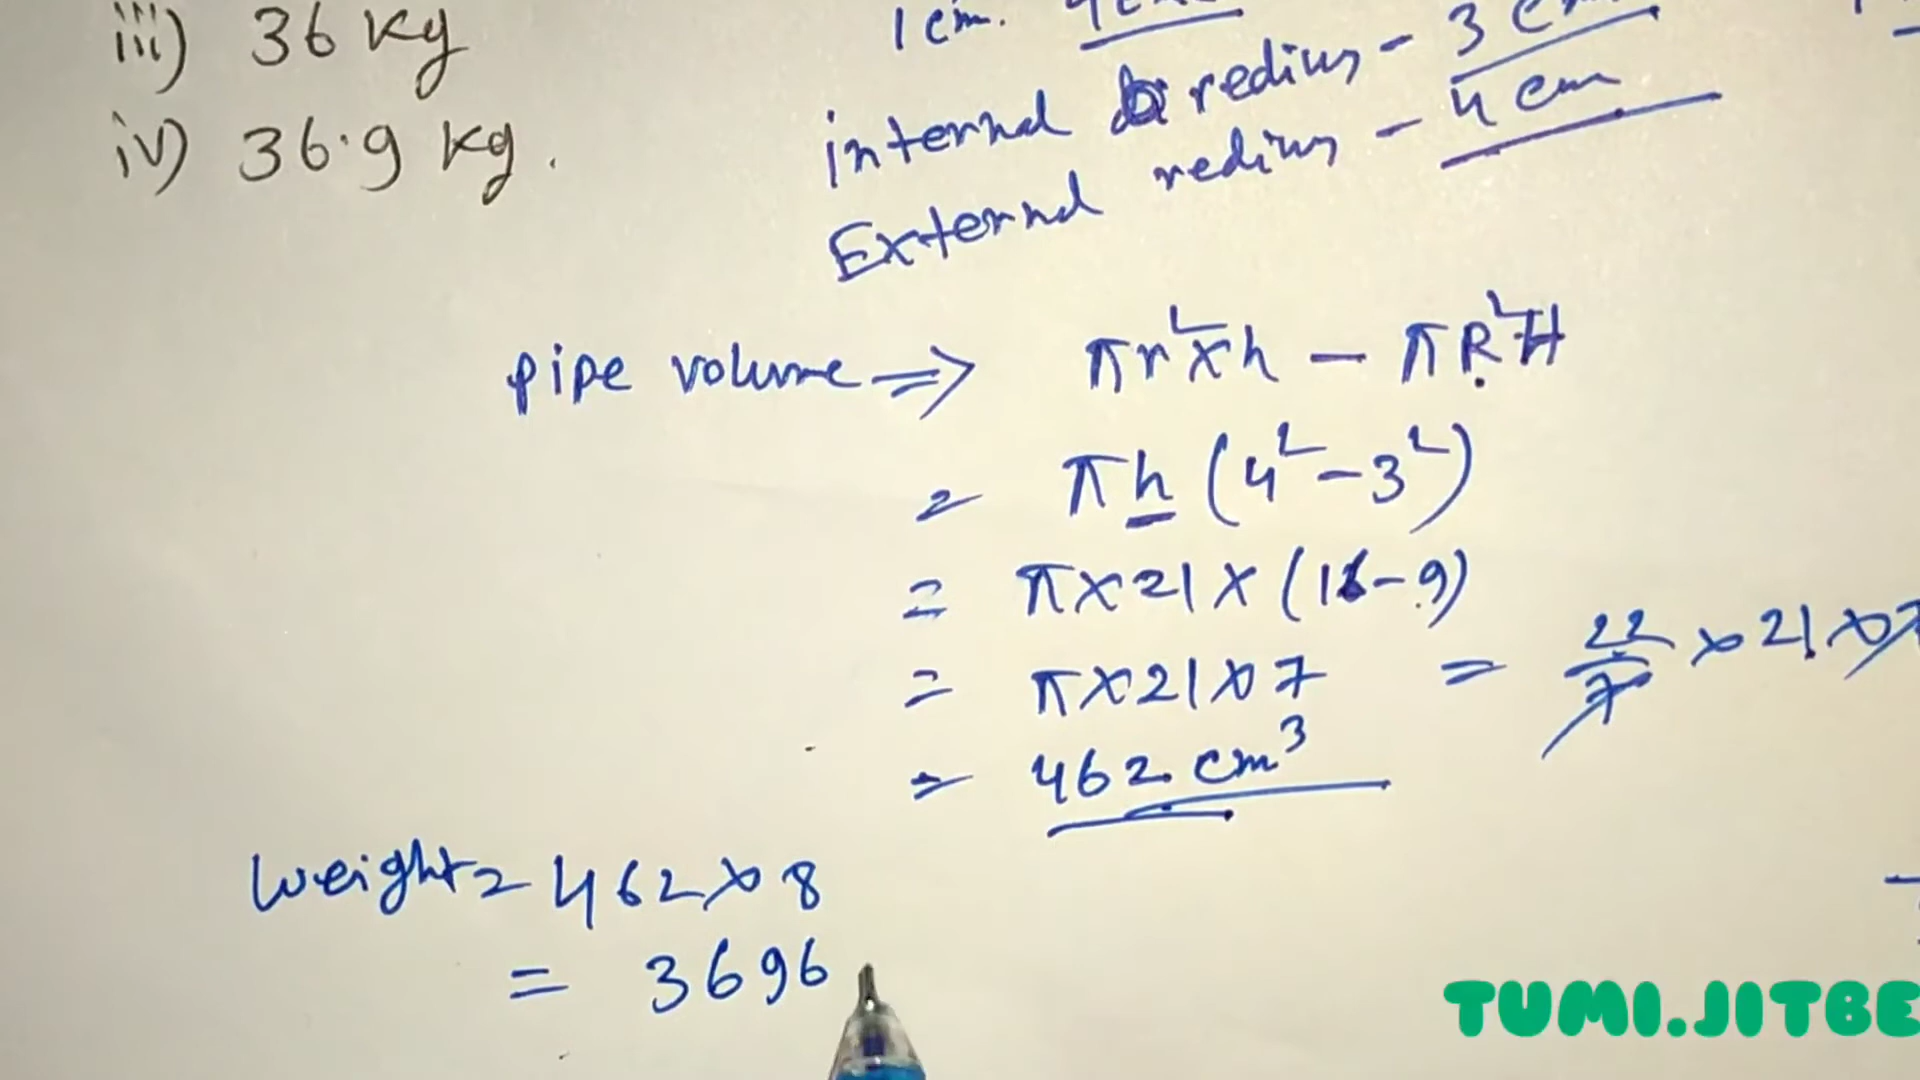 iii) 36 kg
iv) 36.9 kg.
1 cm.
internal redius - 3 cm
External redius - 4 cm
pipe volume => πr²xh - πR²H
= πh (4² - 3²)
= π×21×(16-9)
= π×21×7 = 22/7 × 21 × 7
= 462 cm³
weight = 462×8
= 3696
TUMI.JITBE